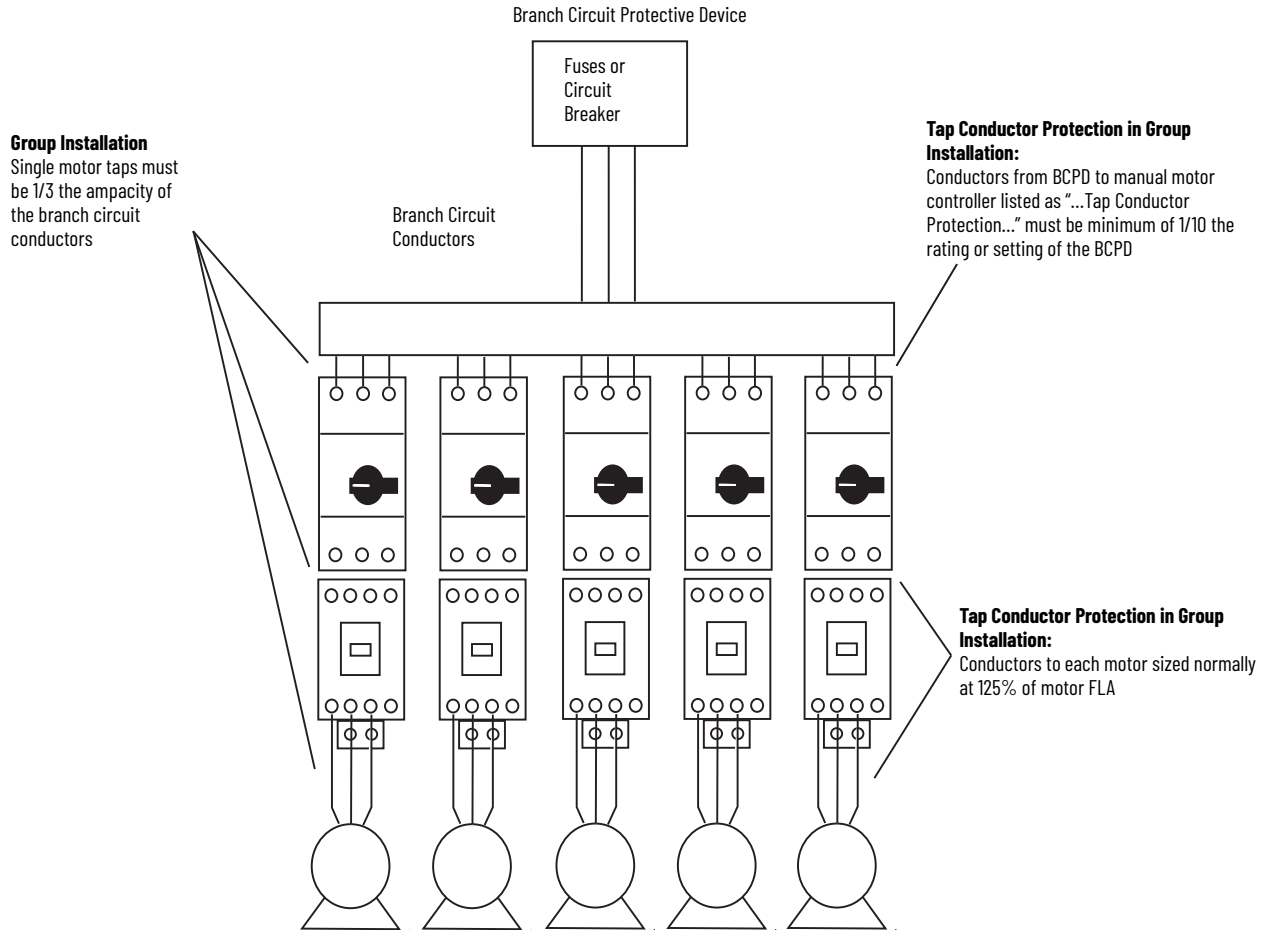 Branch Circuit Protective Device
Fuses or
Circuit
Breaker
Group Installation
Single motor taps must
be 1/3 the ampacity of
the branch circuit
conductors
Branch Circuit
Conductors
Tap Conductor Protection in Group
Installation:
Conductors from BCPD to manual motor
controller listed as “...Tap Conductor
Protection...” must be minimum of 1/10 the
rating or setting of the BCPD
Tap Conductor Protection in Group
Installation:
Conductors to each motor sized normally
at 125% of motor FLA